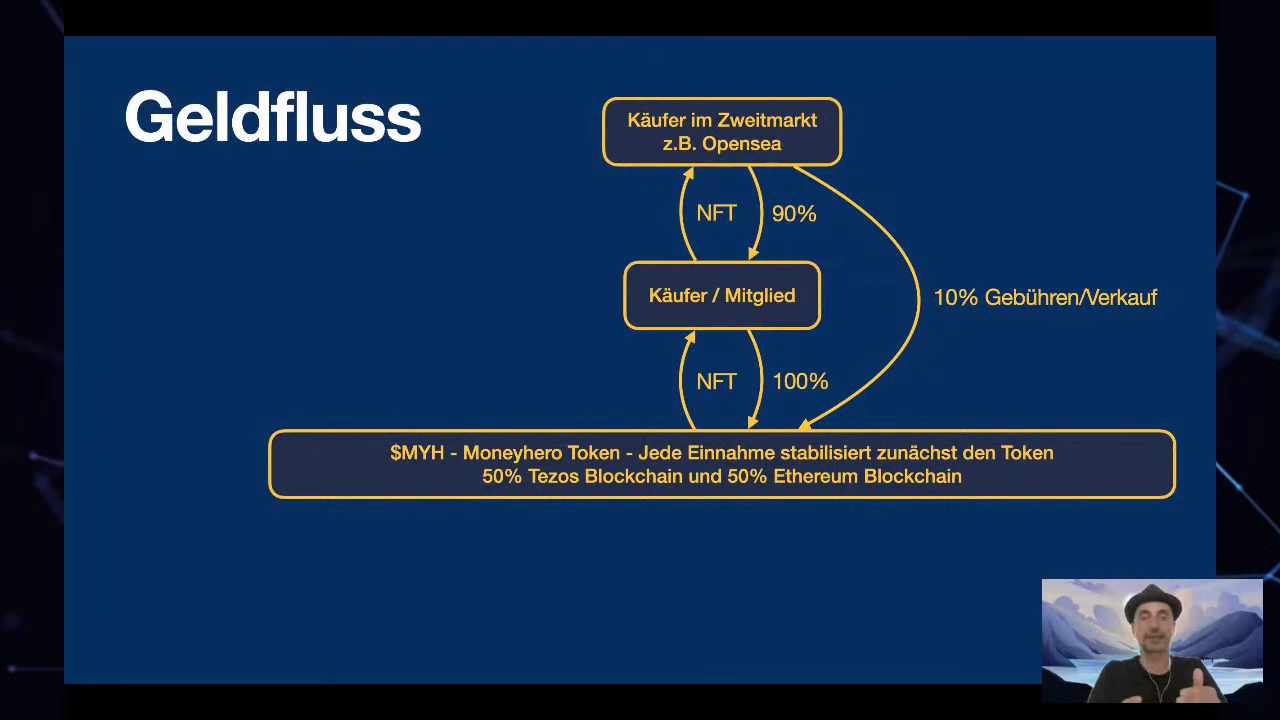 Geldfluss
Käufer im Zweitmarkt
z.B. Opensea
NFT
90%
Käufer / Mitglied
10% Gebühren/Verkauf
NFT
100%
$MYH - Moneyhero Token - Jede Einnahme stabilisiert zunächst den Token
50% Tezos Blockchain und 50% Ethereum Blockchain